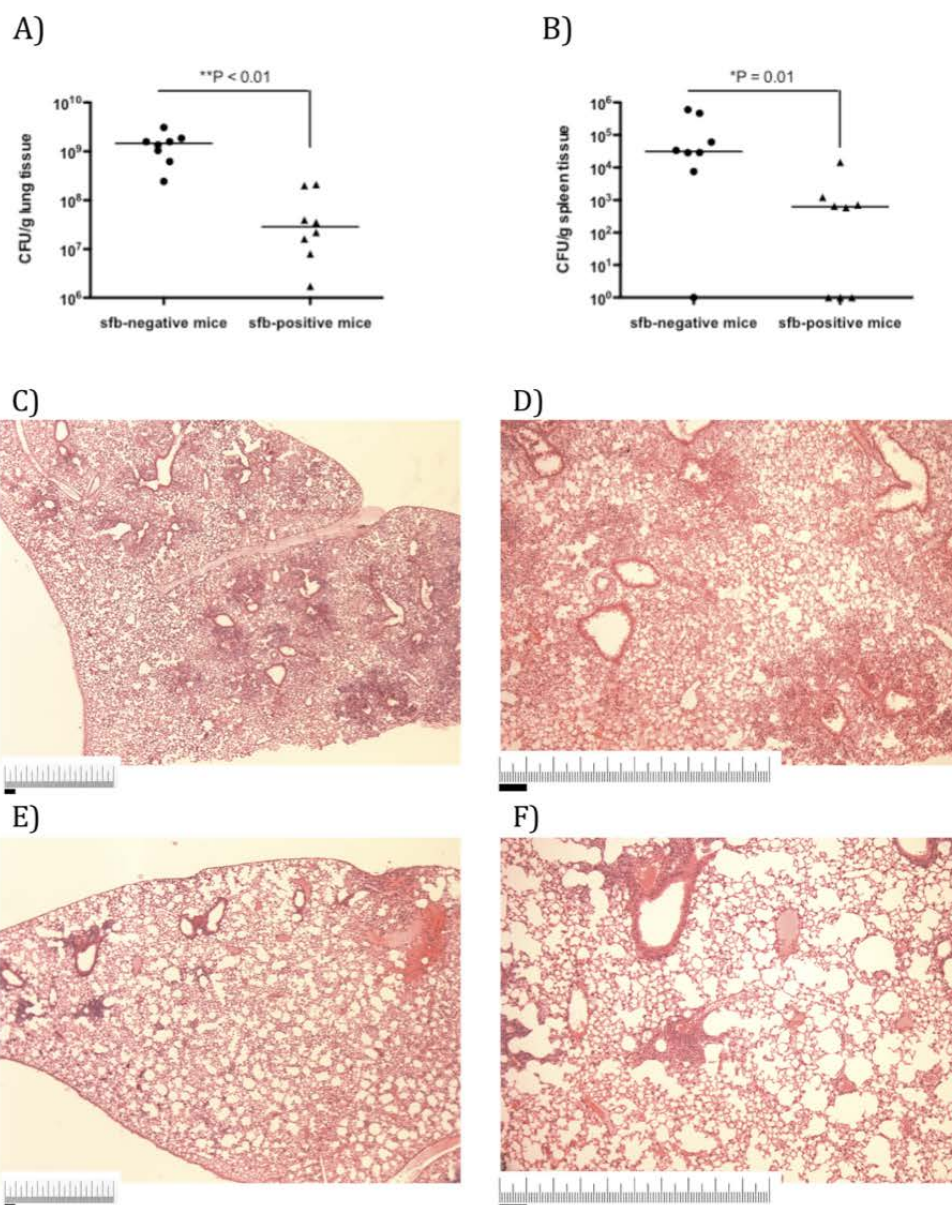 A)
**P < 0.01
CFU/g lung tissue
10^10
10^9
10^8
10^7
10^6
sfb-negative mice
sfb-positive mice
B)
*P = 0.01
CFU/g spleen tissue
10^6
10^5
10^4
10^3
10^2
10^1
10^0
sfb-negative mice
sfb-positive mice
C)
D)
E)
F)